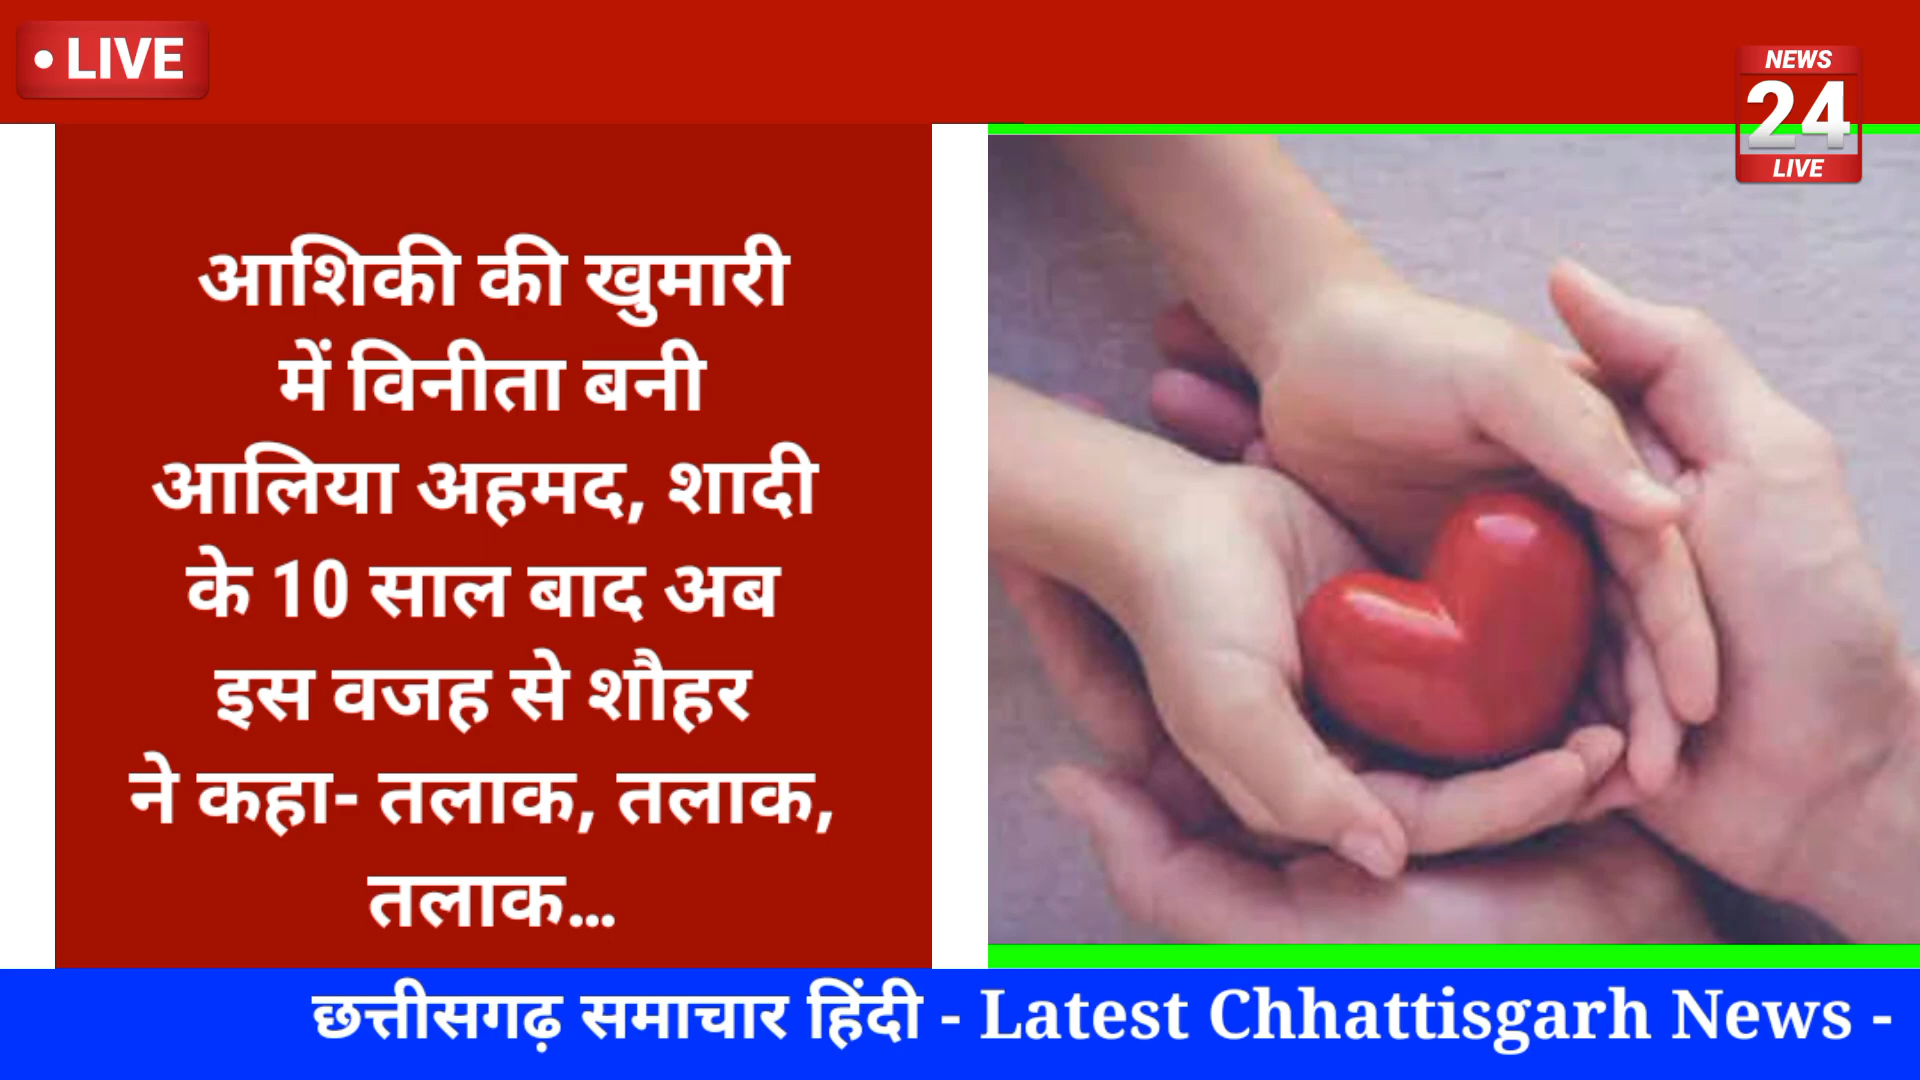 • LIVE
NEWS
24
LIVE
आशिकी की खुमारी
में विनीता बनी
आलिया अहमद, शादी
के 10 साल बाद अब
इस वजह से शौहर
ने कहा- तलाक, तलाक,
तलाक...
छत्तीसगढ़ समाचार हिंदी - Latest Chhattisgarh News -